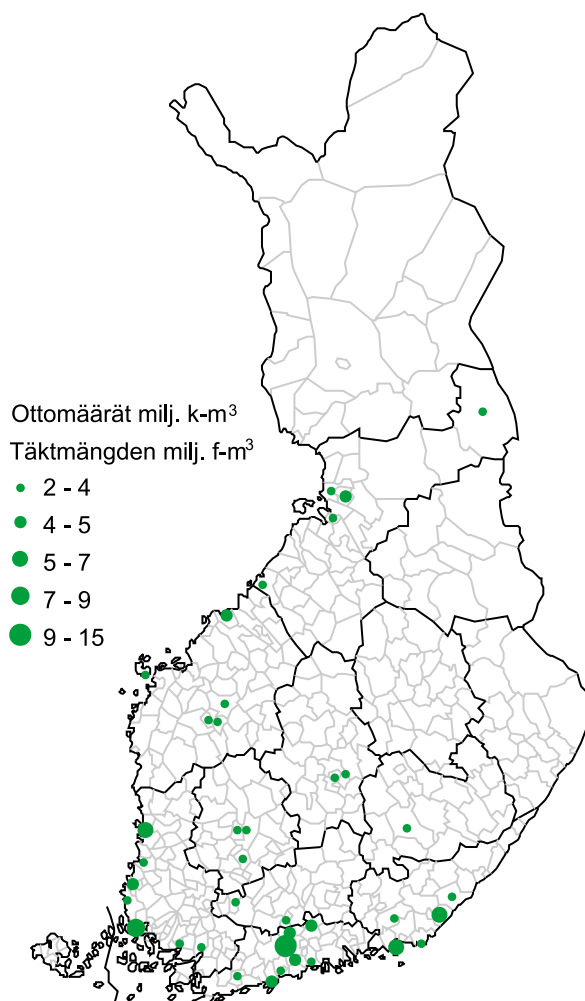 Ottomäärät milj. k-m³
Täktmängden milj. f-m³
2 - 4
4 - 5
5 - 7
7 - 9
9 - 15